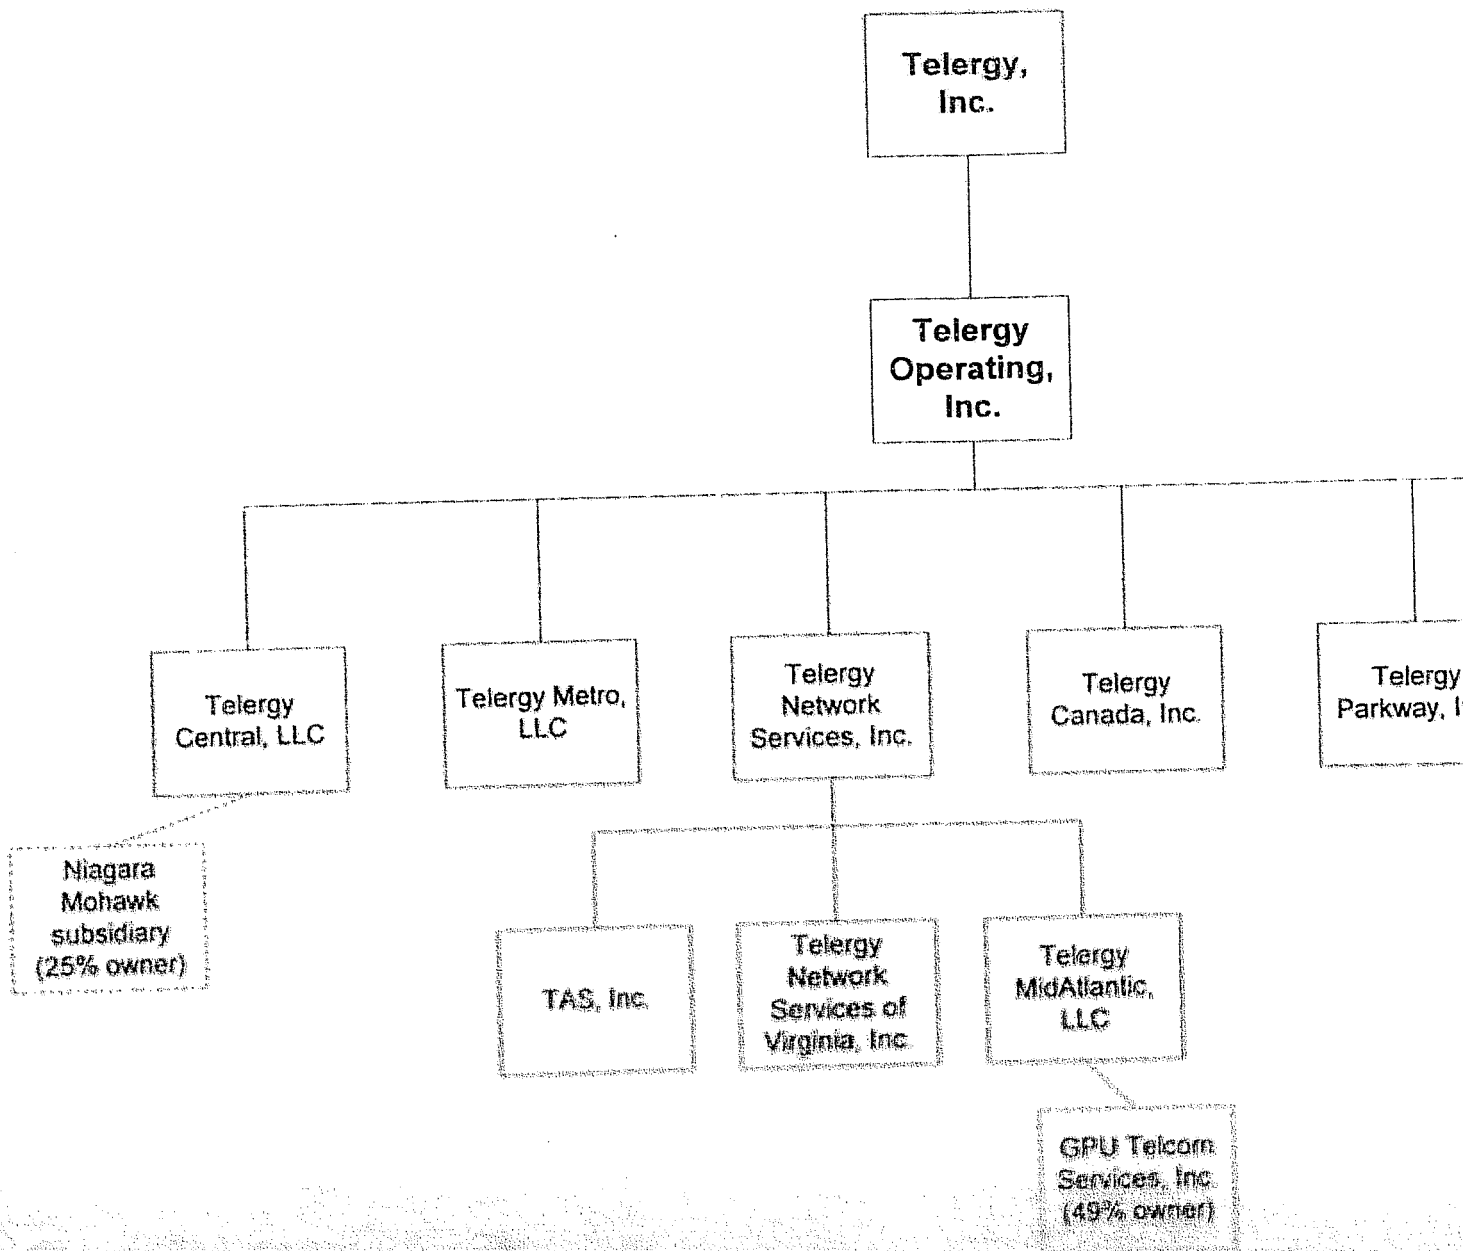 Telergy,
Inc.
Telergy
Operating,
Inc.
Telergy
Central, LLC
Telergy Metro,
LLC
Telergy
Network
Services, Inc.
Telergy
Canada, Inc.
Telergy
Parkway, I
Niagara
Mohawk
subsidiary
(25% owner)
TAS, Inc.
Telergy
Network
Services of
Virginia, Inc
Telergy
MidAtlantic,
LLC
GPU Telcom
Services, Inc
(49% owner)